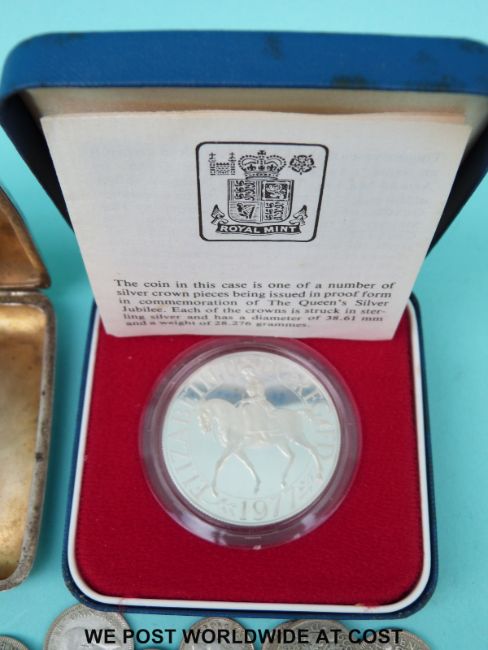 ROYAL MINT
The coin in this case is one of a number of
silver crown pieces being issued in proof form
in commemoration of The Queen's Silver
Jubilee. Each of the crowns is struck in ster-
ling silver and has a diameter of 38.61 mm
and a weight of 28.276 grammes.
ELIZABETH II DG REG FD
1977
WE POST WORLDWIDE AT COST